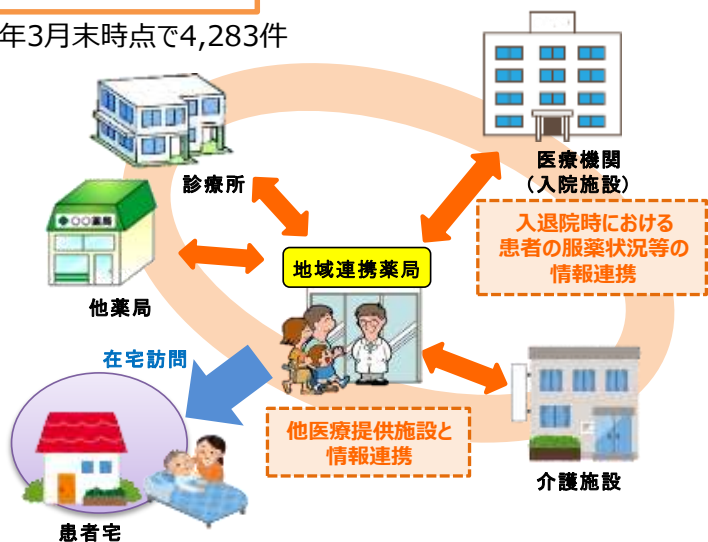 年3月末時点で4,283件
診療所
医療機関
（入院施設）
入退院時における
患者の服薬状況等の
情報連携
○○薬局
地域連携薬局
他薬局
在宅訪問
他医療提供施設と
情報連携
介護施設
患者宅